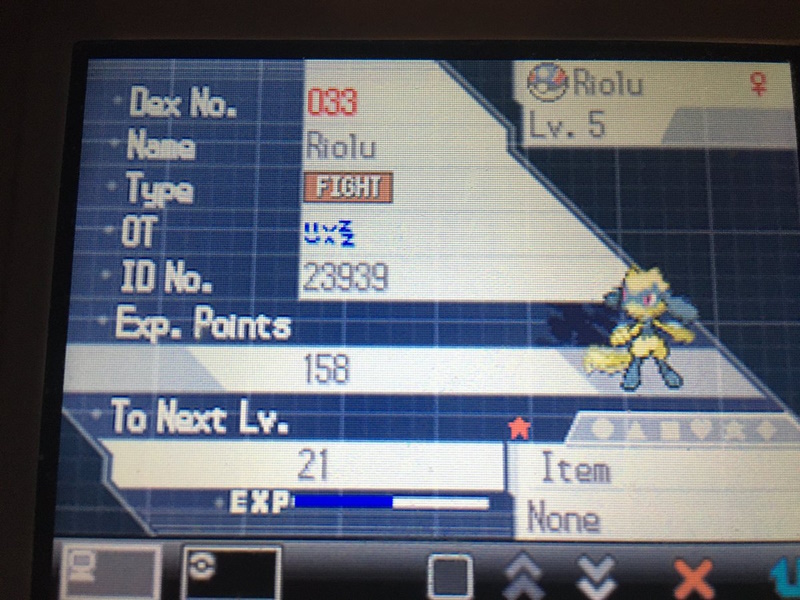 Riolu ♀
Lv. 5
Dex No. 033
Name Riolu
Type FIGHT
OT
ID No. 23939
Exp. Points
158
To Next Lv.
21
EXP
Item
None